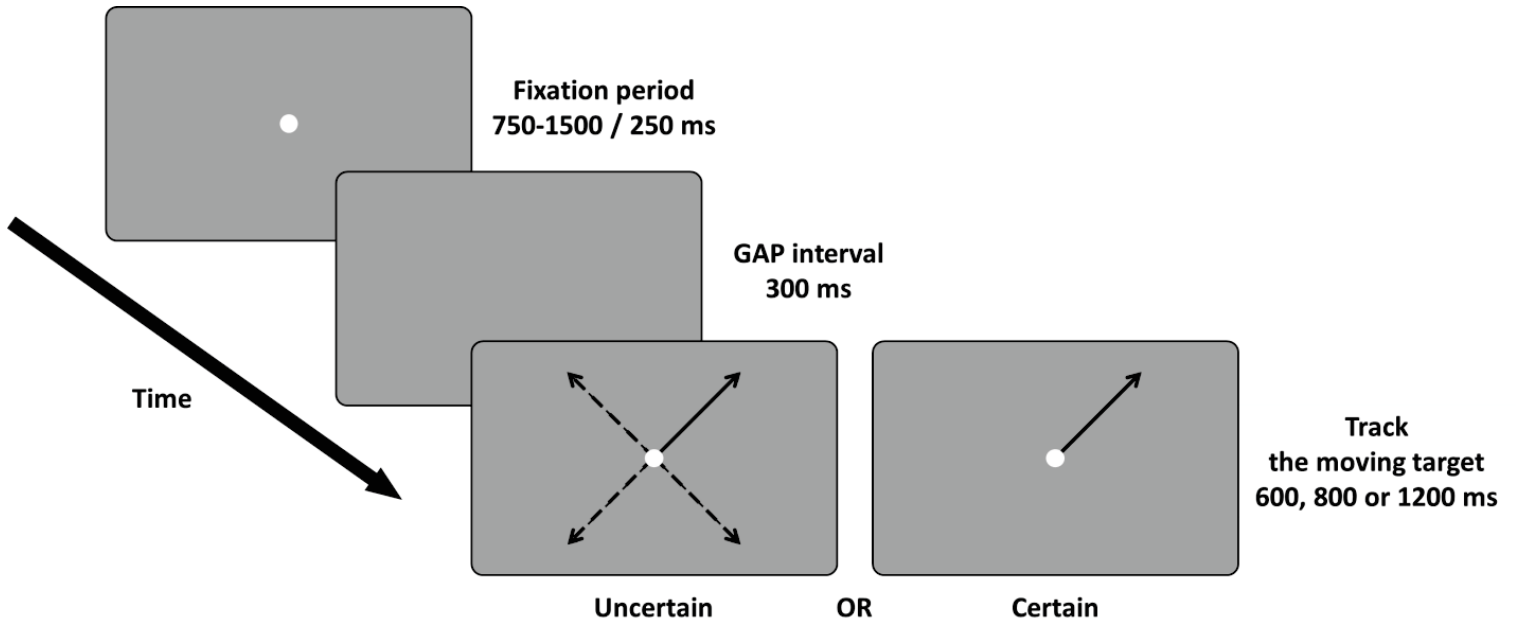 Fixation period
750-1500 / 250 ms
GAP interval
300 ms
Time
Track
the moving target
600, 800 or 1200 ms
Uncertain
OR
Certain